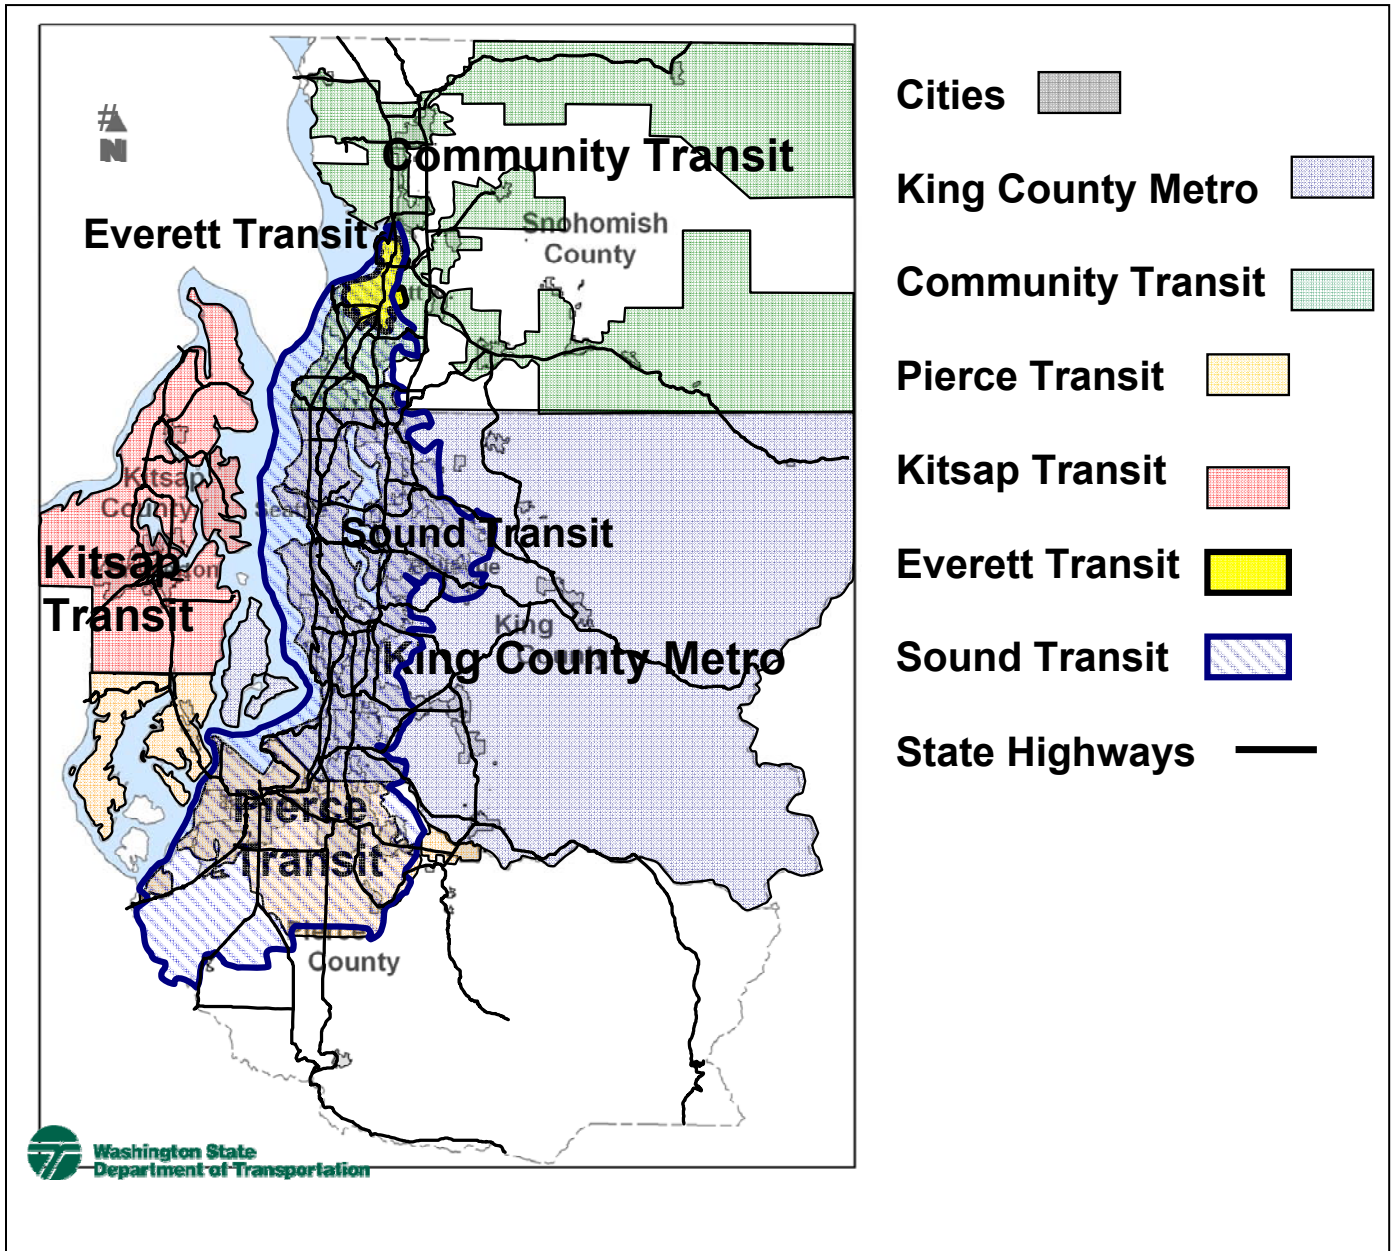 #
N
Community Transit
Everett Transit
Snohomish
County
Kitsap
County
Sound Transit
Kitsap
Transit
King
King County Metro
Pierce
Transit
Pierce
County
Washington State
Department of Transportation
Cities
King County Metro
Community Transit
Pierce Transit
Kitsap Transit
Everett Transit
Sound Transit
State Highways